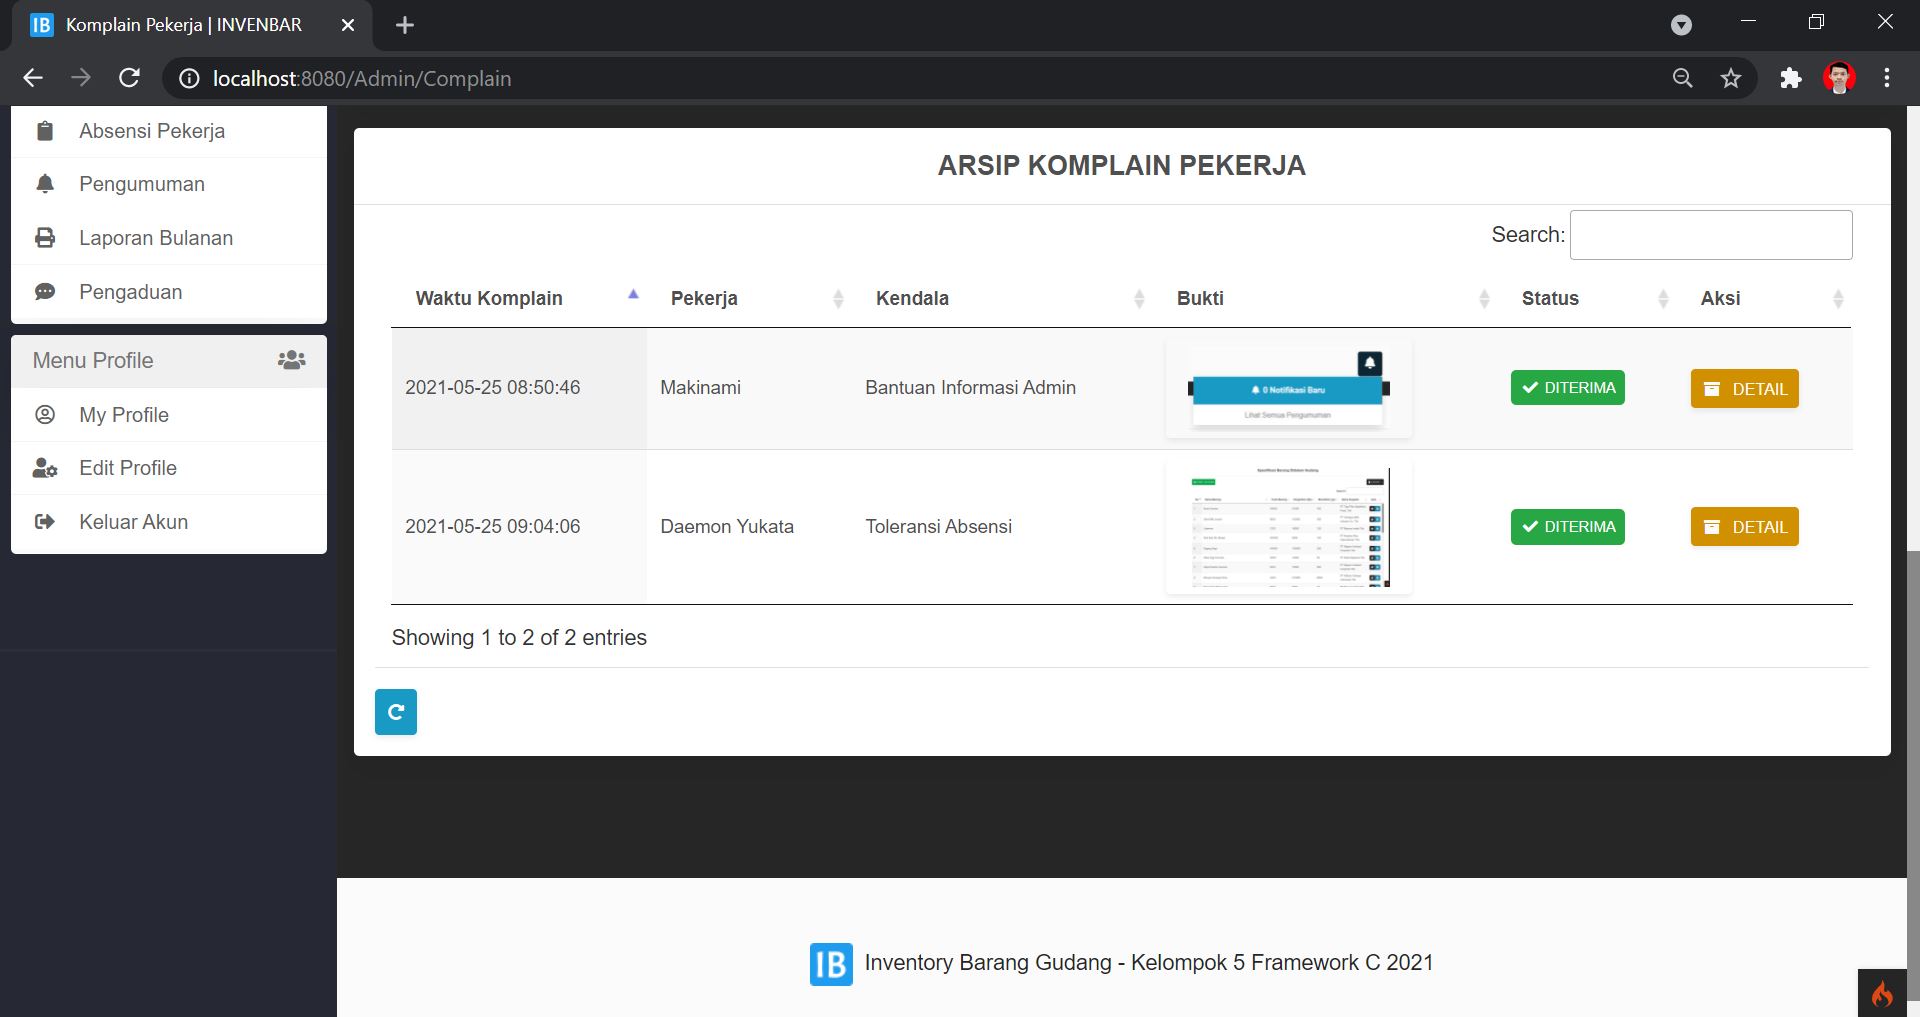 IB Komplain Pekerja | INVENBAR
localhost:8080/Admin/Complain
Absensi Pekerja
Pengumuman
Laporan Bulanan
Pengaduan
Menu Profile
My Profile
Edit Profile
Keluar Akun
ARSIP KOMPLAIN PEKERJA
Search:
Waktu Komplain Pekerja Kendala Bukti Status Aksi
2021-05-25 08:50:46 Makinami Bantuan Informasi Admin DITERIMA DETAIL
0 Notifikasi Baru
Lihat Semua Pengumuman
2021-05-25 09:04:06 Daemon Yukata Toleransi Absensi DITERIMA DETAIL
Showing 1 to 2 of 2 entries
IB Inventory Barang Gudang - Kelompok 5 Framework C 2021